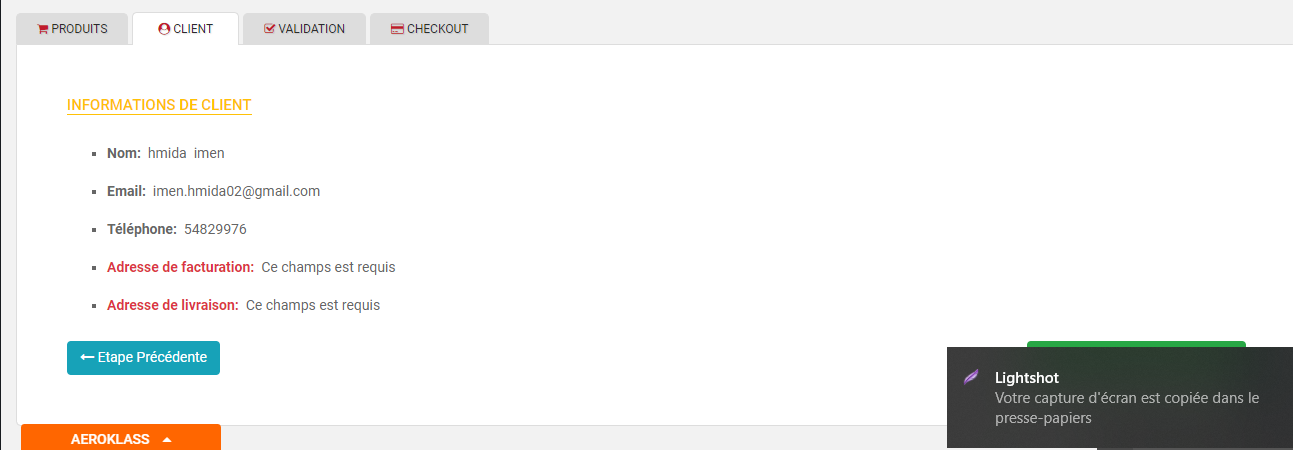 PRODUITS
CLIENT
VALIDATION
CHECKOUT
INFORMATIONS DE CLIENT
Nom: hmida imen
Email: imen.hmida02@gmail.com
Téléphone: 54829976
Adresse de facturation: Ce champs est requis
Adresse de livraison: Ce champs est requis
Etape Précédente
Lightshot
Votre capture d'écran est copiée dans le
presse-papiers
AEROKLASS